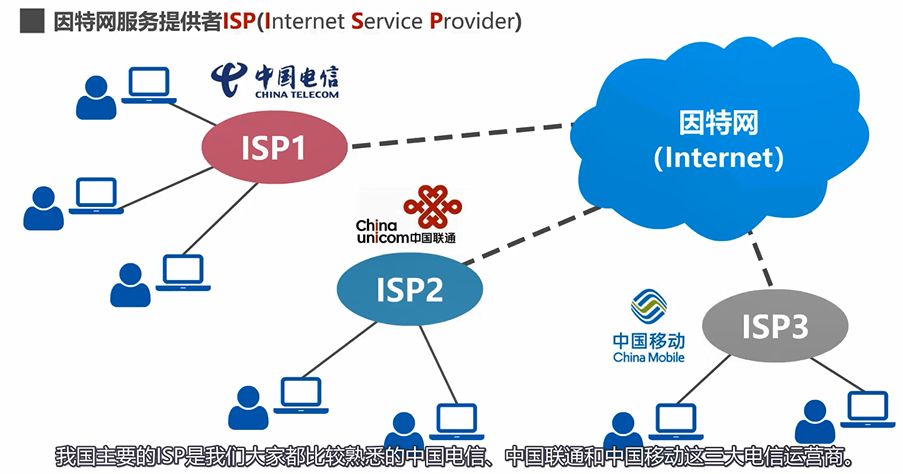 因特网服务提供者ISP(Internet Service Provider)
中国电信
CHINA TELECOM
ISP1
因特网
(Internet)
China
unicom中国联通
ISP2
中国移动
China Mobile
ISP3
我国主要的ISP是我们大家都比较熟悉的中国电信、中国联通和中国移动这三大电信运营商。